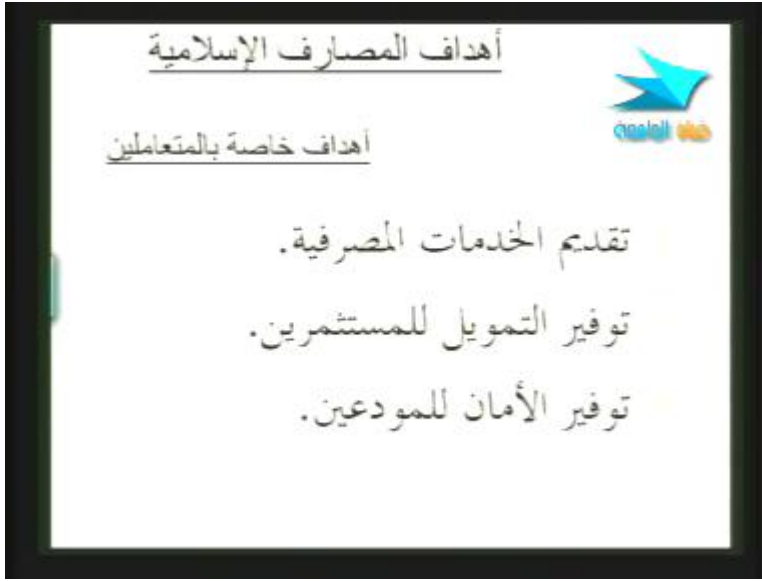 أهداف المصارف الإسلامية
أهداف خاصة بالمتعاملين
تقديم الخدمات المصرفية.
توفير التمويل للمستثمرين.
توفير الأمان للمودعين.